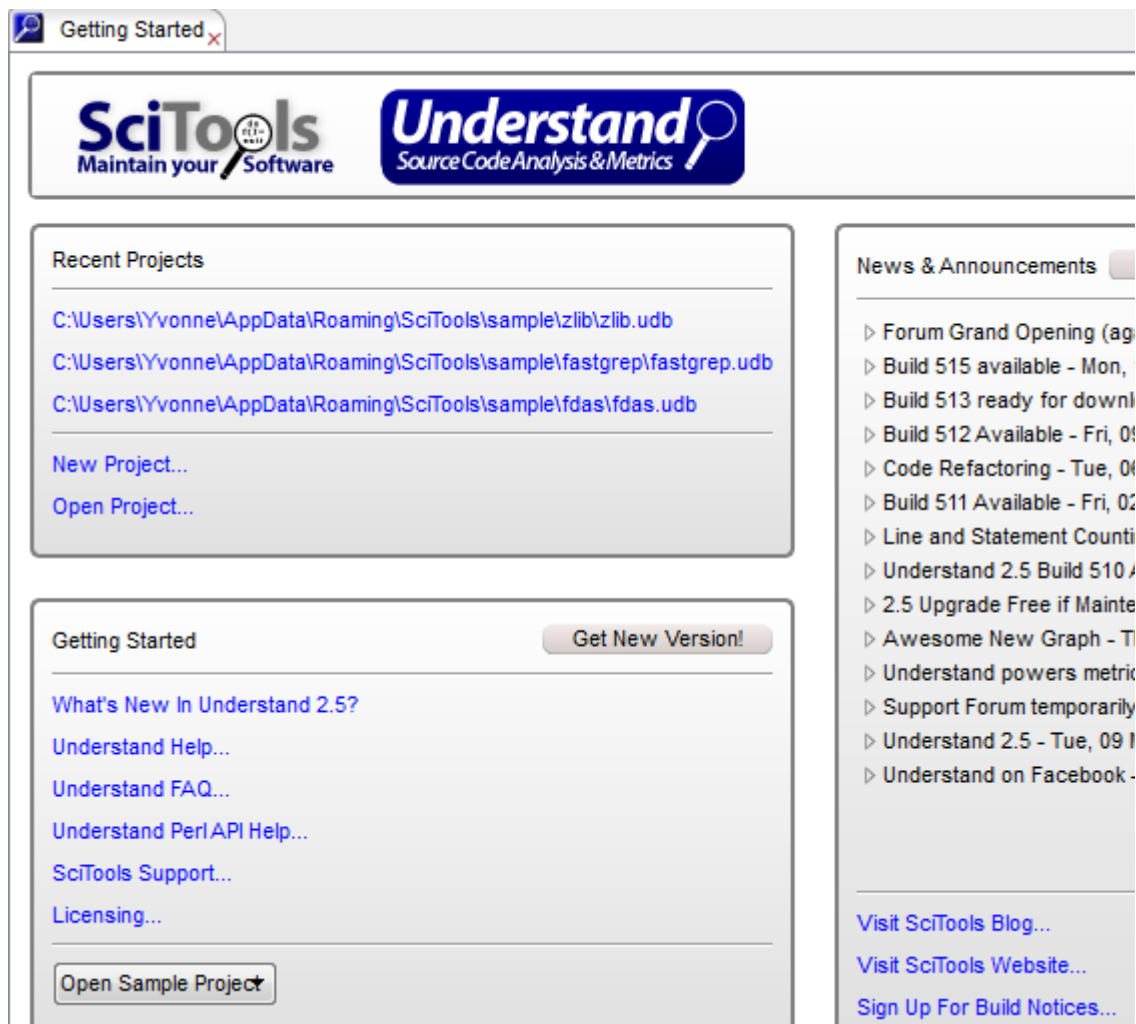 Getting Started
SciTools
Maintain your Software
Understand
Source Code Analysis & Metrics
Recent Projects
C:\Users\Yvonne\AppData\Roaming\SciTools\sample\zlib\zlib.udb
C:\Users\Yvonne\AppData\Roaming\SciTools\sample\fastgrep\fastgrep.udb
C:\Users\Yvonne\AppData\Roaming\SciTools\sample\fdas\fdas.udb
New Project...
Open Project...
Getting Started
Get New Version!
What's New In Understand 2.5?
Understand Help...
Understand FAQ...
Understand Perl API Help...
SciTools Support...
Licensing...
Open Sample Project
News & Announcements
Forum Grand Opening
Build 515 available - Mon,
Build 513 ready for
Build 512 Available - Fri,
Code Refactoring - Tue,
Build 511 Available - Fri,
Line and Statement
Understand 2.5 Build 510
2.5 Upgrade Free if
Awesome New Graph -
Understand powers
Support Forum temporarily
Understand 2.5 - Tue, 09
Understand on Facebook -
Visit SciTools Blog...
Visit SciTools Website...
Sign Up For Build Notices...